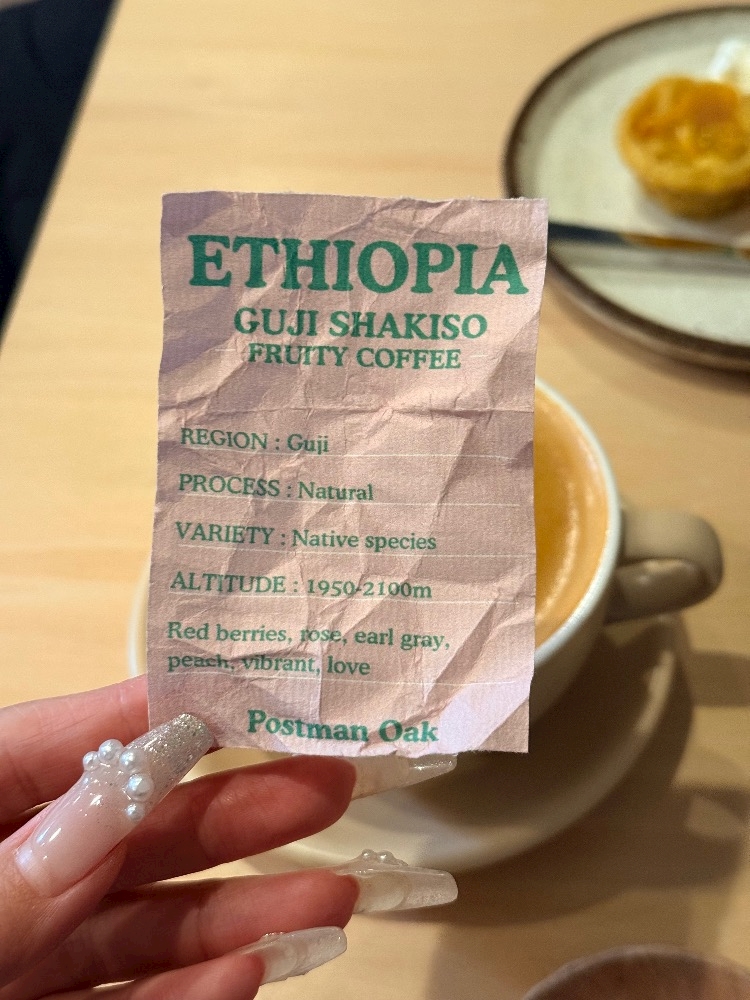 ETHIOPIA
GUJI SHAKISO
FRUITY COFFEE
REGION : Guji
PROCESS : Natural
VARIETY : Native species
ALTITUDE : 1950-2100m
Red berries, rose, earl gray,
peach, vibrant, love
Postman Oak